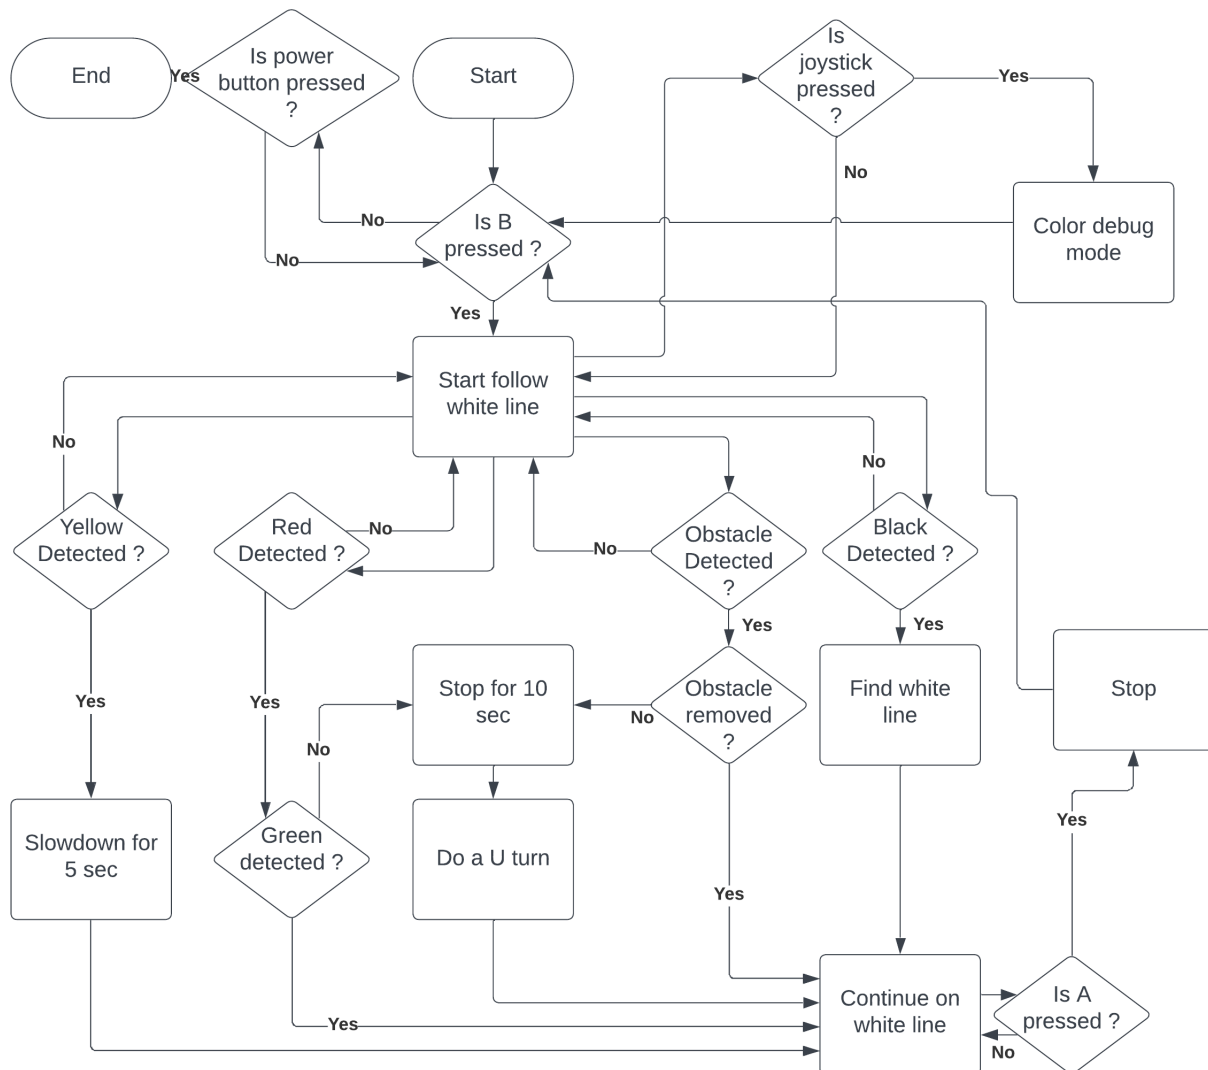 End
Yes
Is power
button pressed
?
Start
Is
joystick
pressed
?
Yes
No
No
Is B
pressed ?
Color debug
mode
No
Yes
Start follow
white line
No
No
Yellow
Detected ?
Red
Detected ?
No
No
Obstacle
Detected
?
Black
Detected ?
Yes
Yes
Yes
Yes
Stop for 10
sec
No
Obstacle
removed
?
Find white
line
Stop
No
Slowdown for
5 sec
Green
detected ?
Do a U turn
Yes
Yes
Yes
Continue on
white line
Is A
pressed ?
No